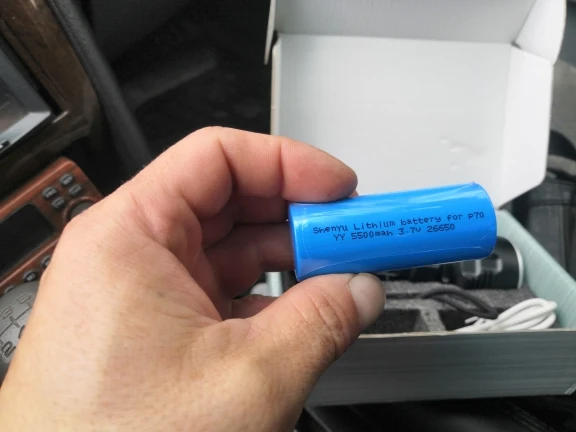 Shenyu Lithium battery for P70
YY 5500mah 3.7V 26650